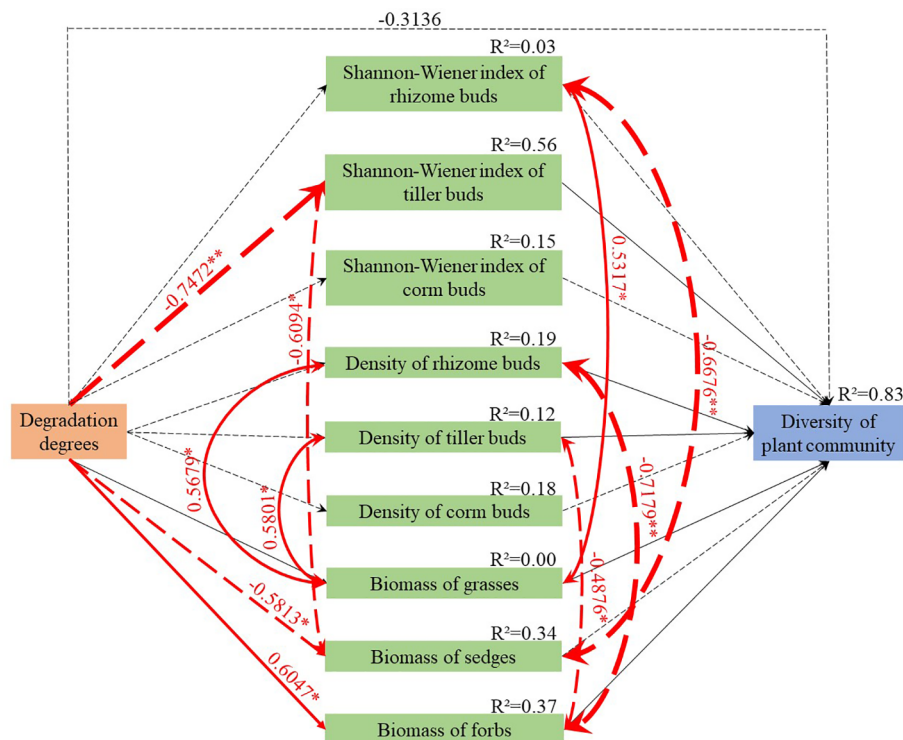 -0.3136
R²=0.03
Shannon-Wiener index of
rhizome buds
R²=0.56
Shannon-Wiener index of
tiller buds
R²=0.15
Shannon-Wiener index of
corm buds
R²=0.19
Density of rhizome buds
R²=0.12
Density of tiller buds
R²=0.18
Density of corm buds
R²=0.00
Biomass of grasses
R²=0.34
Biomass of sedges
R²=0.37
Biomass of forbs
Degradation
degrees
R²=0.83
Diversity of
plant community
-0.7472**
-0.6094*
0.5317*
-0.6676**
0.5679*
0.5801*
-0.7179**
-0.4876*
-0.5813*
0.6047*